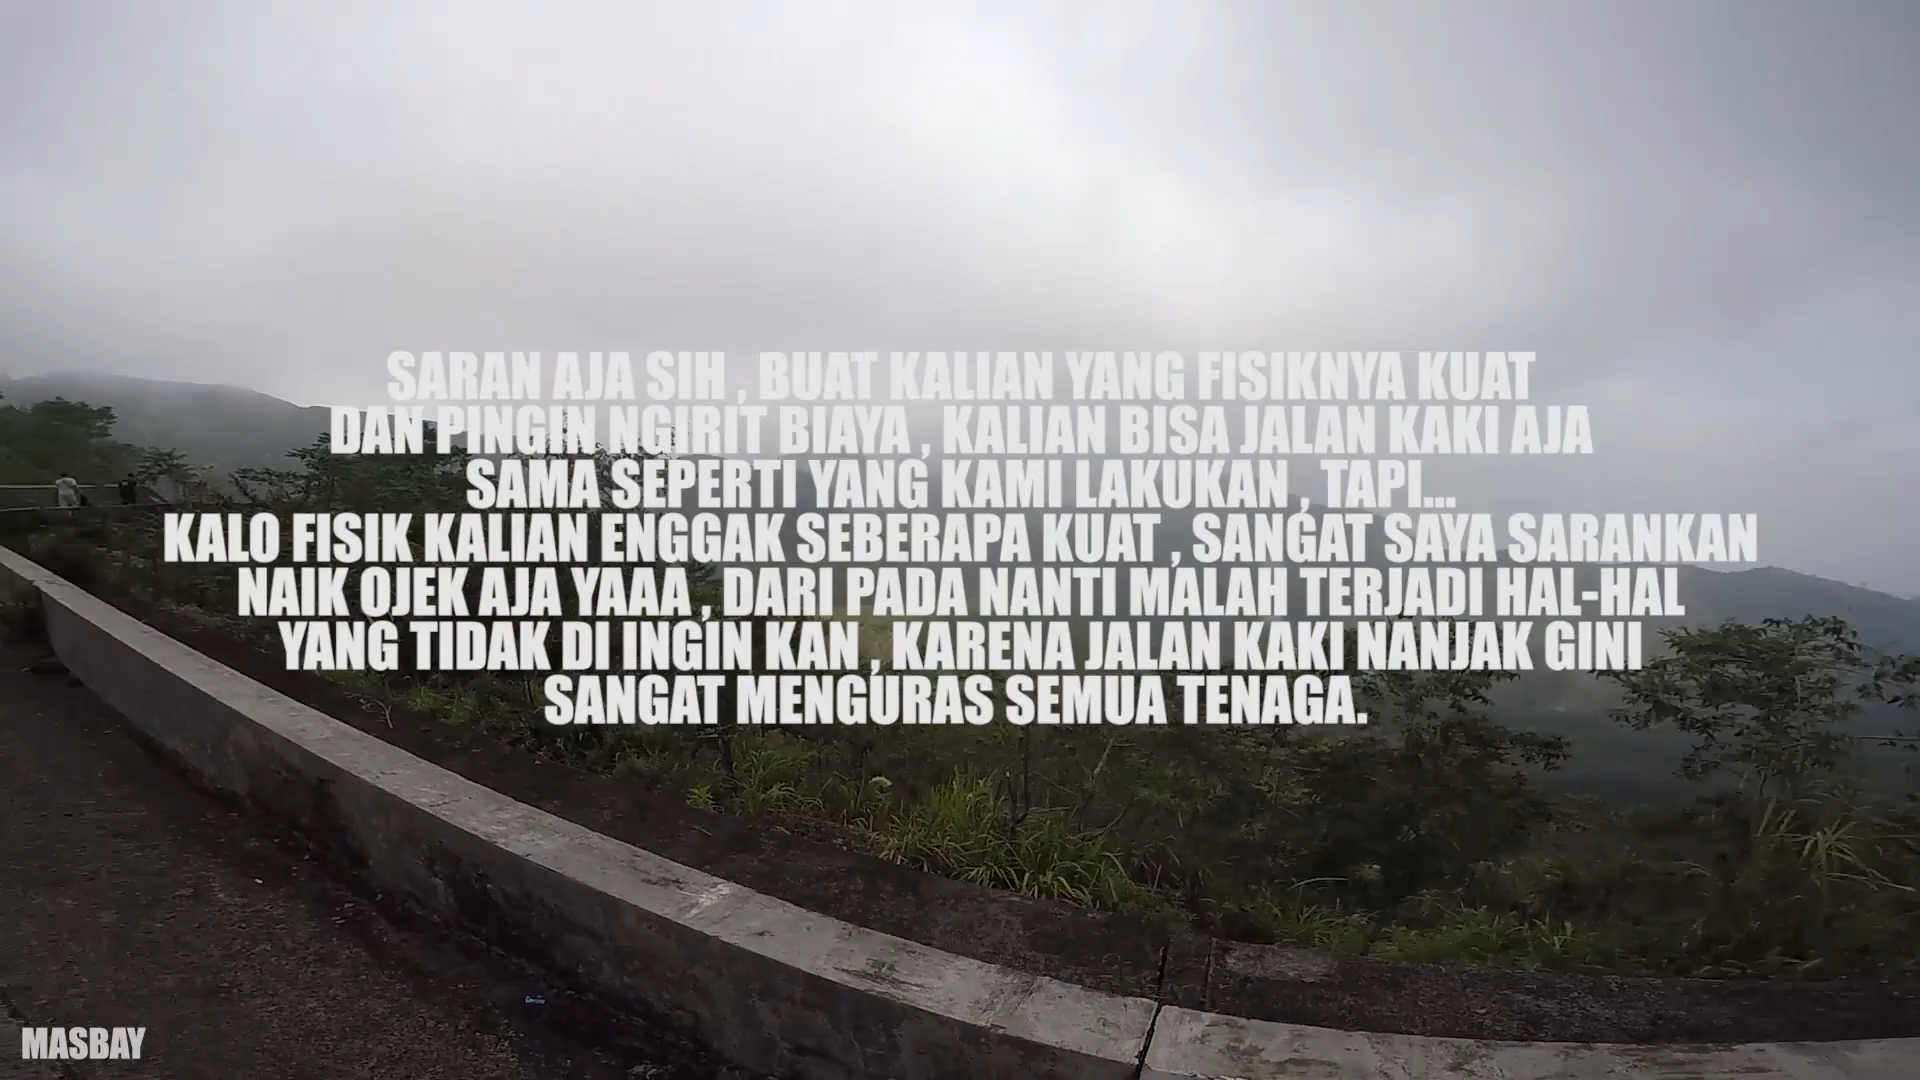 SARAN AJA SIH , BUAT KALIAN YANG FISIKNYA KUAT
DAN PINGIN NGIRIT BIAYA , KALIAN BISA JALAN KAKI AJA
SAMA SEPERTI YANG KAMI LAKUKAN , TAPI...
KALO FISIK KALIAN ENGGAK SEBERAPA KUAT , SANGAT SAYA SARANKAN
NAIK OJEK AJA YAAA , DARI PADA NANTI MALAH TERJADI HAL-HAL
YANG TIDAK DI INGIN KAN , KARENA JALAN KAKI NANJAK GINI
SANGAT MENGURAS SEMUA TENAGA.
MASBAY